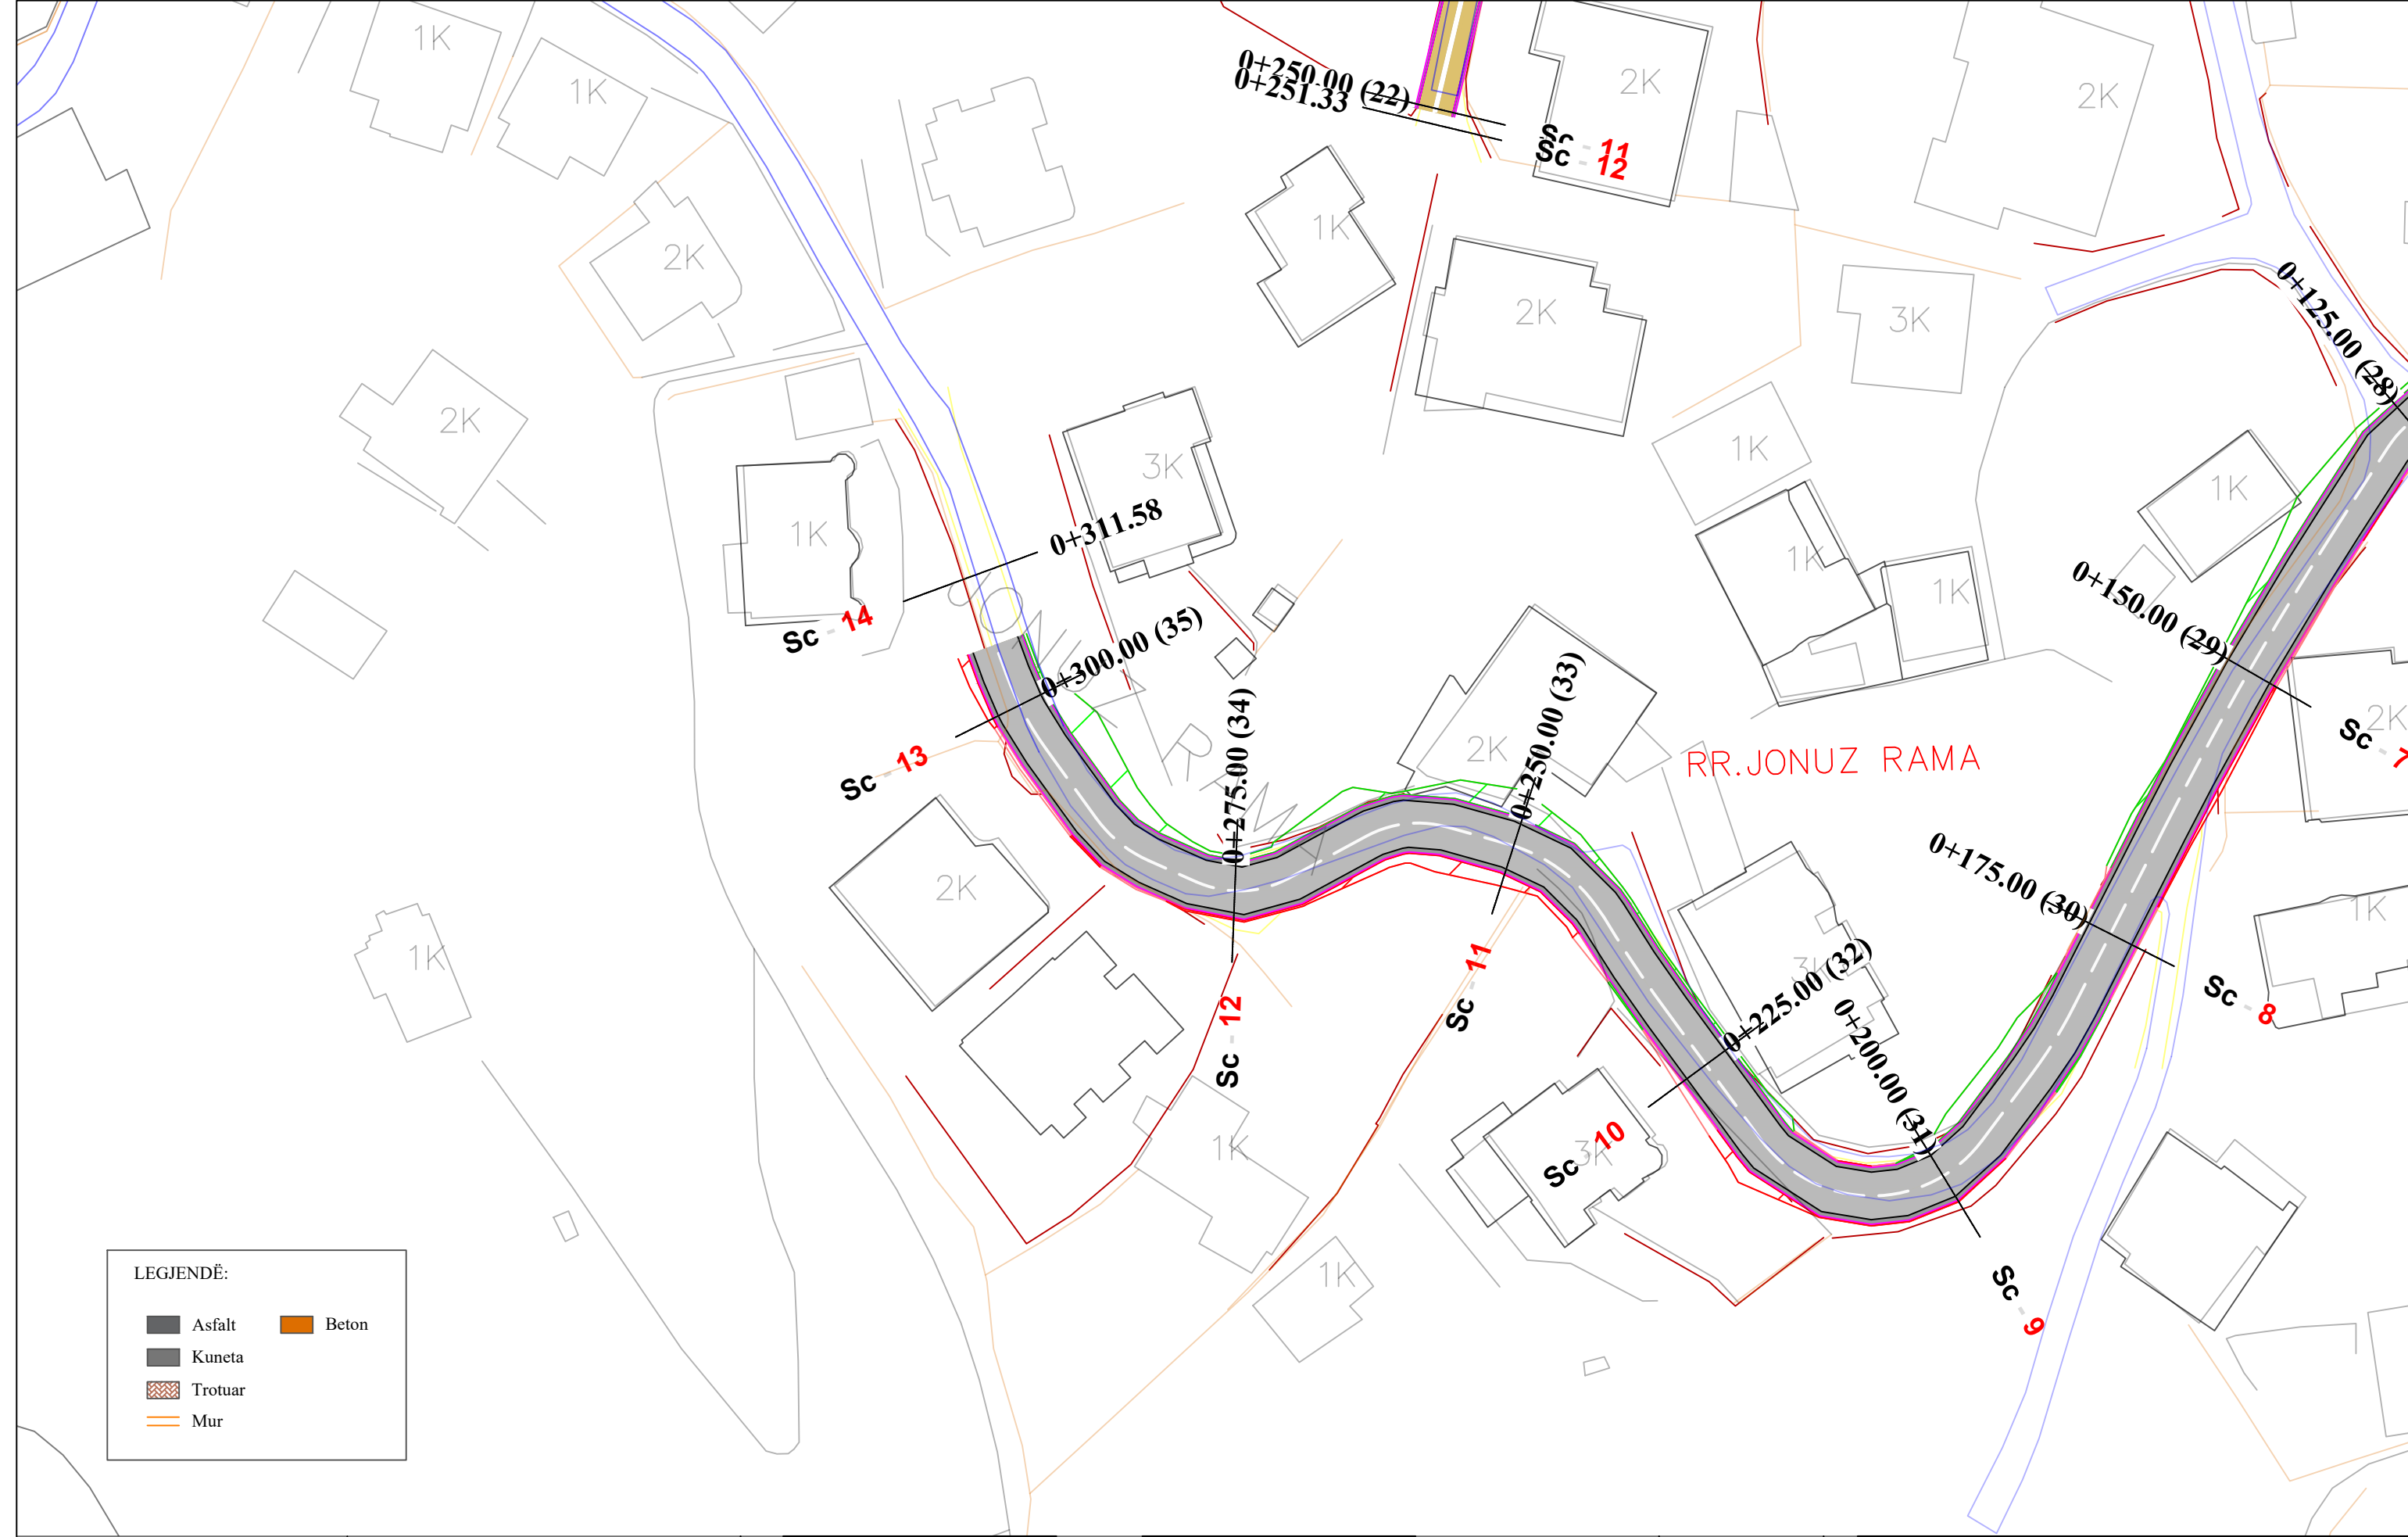 1K
1K
2K
2K
0+250.00 (22)
0+251.33
Sc - 11
Sc - 12
2K
1K
2K
3K
0+125.00 (28)
2K
3K
1K
1K
1K
0+311.58
1K
1K
1K
0+150.00 (29)
Sc - 14
0+300.00 (35)
0+275.00 (34)
0+250.00 (33)
2K
RR.JONUZ RAMA
2K
Sc - 7
Sc - 13
0+175.00 (30)
2K
1K
1K
3K
0+225.00 (32)
0+200.00 (31)
Sc - 8
Sc - 11
Sc - 12
1K
3K
Sc - 10
1K
Sc - 9
LEGJENDË:
Asfalt
Beton
Kuneta
Trotuar
Mur